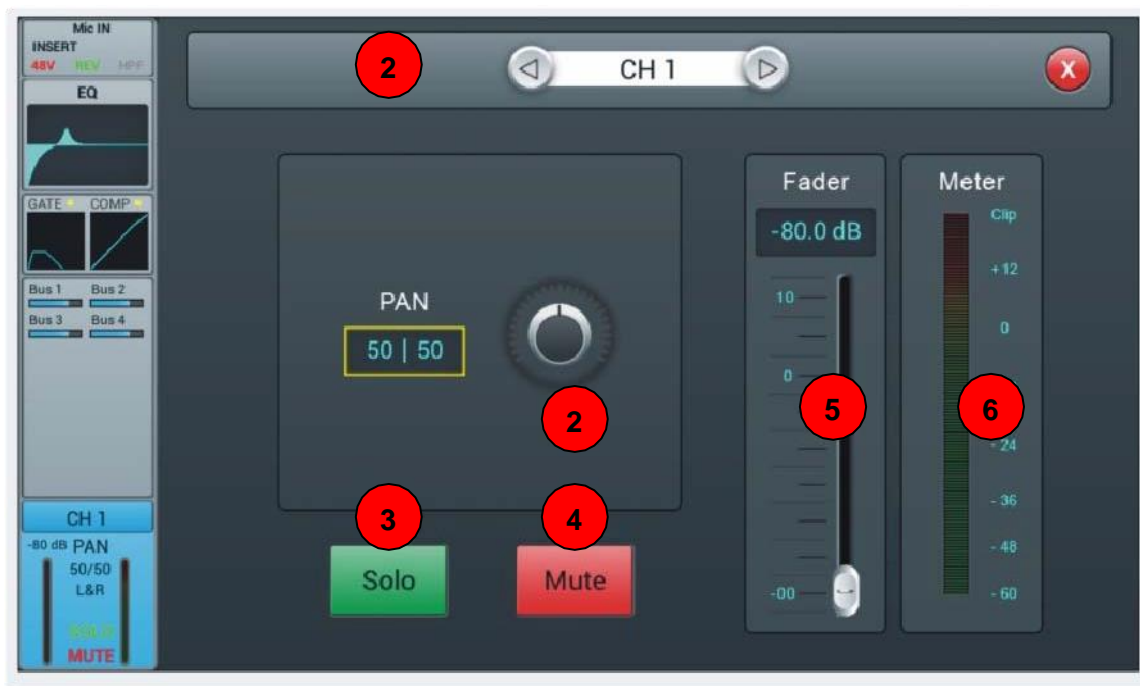 Mic IN
INSERT
48V REV HPF
EQ
GATE COMP
Bus 1 Bus 2
Bus 3 Bus 4
CH 1
-80 dB PAN
50/50
L&R
SOLO
MUTE
2
CH 1
X
PAN
50 | 50
2
3
4
Solo
Mute
Fader
-80.0 dB
10
0
5
-00
Meter
Clip
+12
0
6
- 24
- 36
- 48
- 60